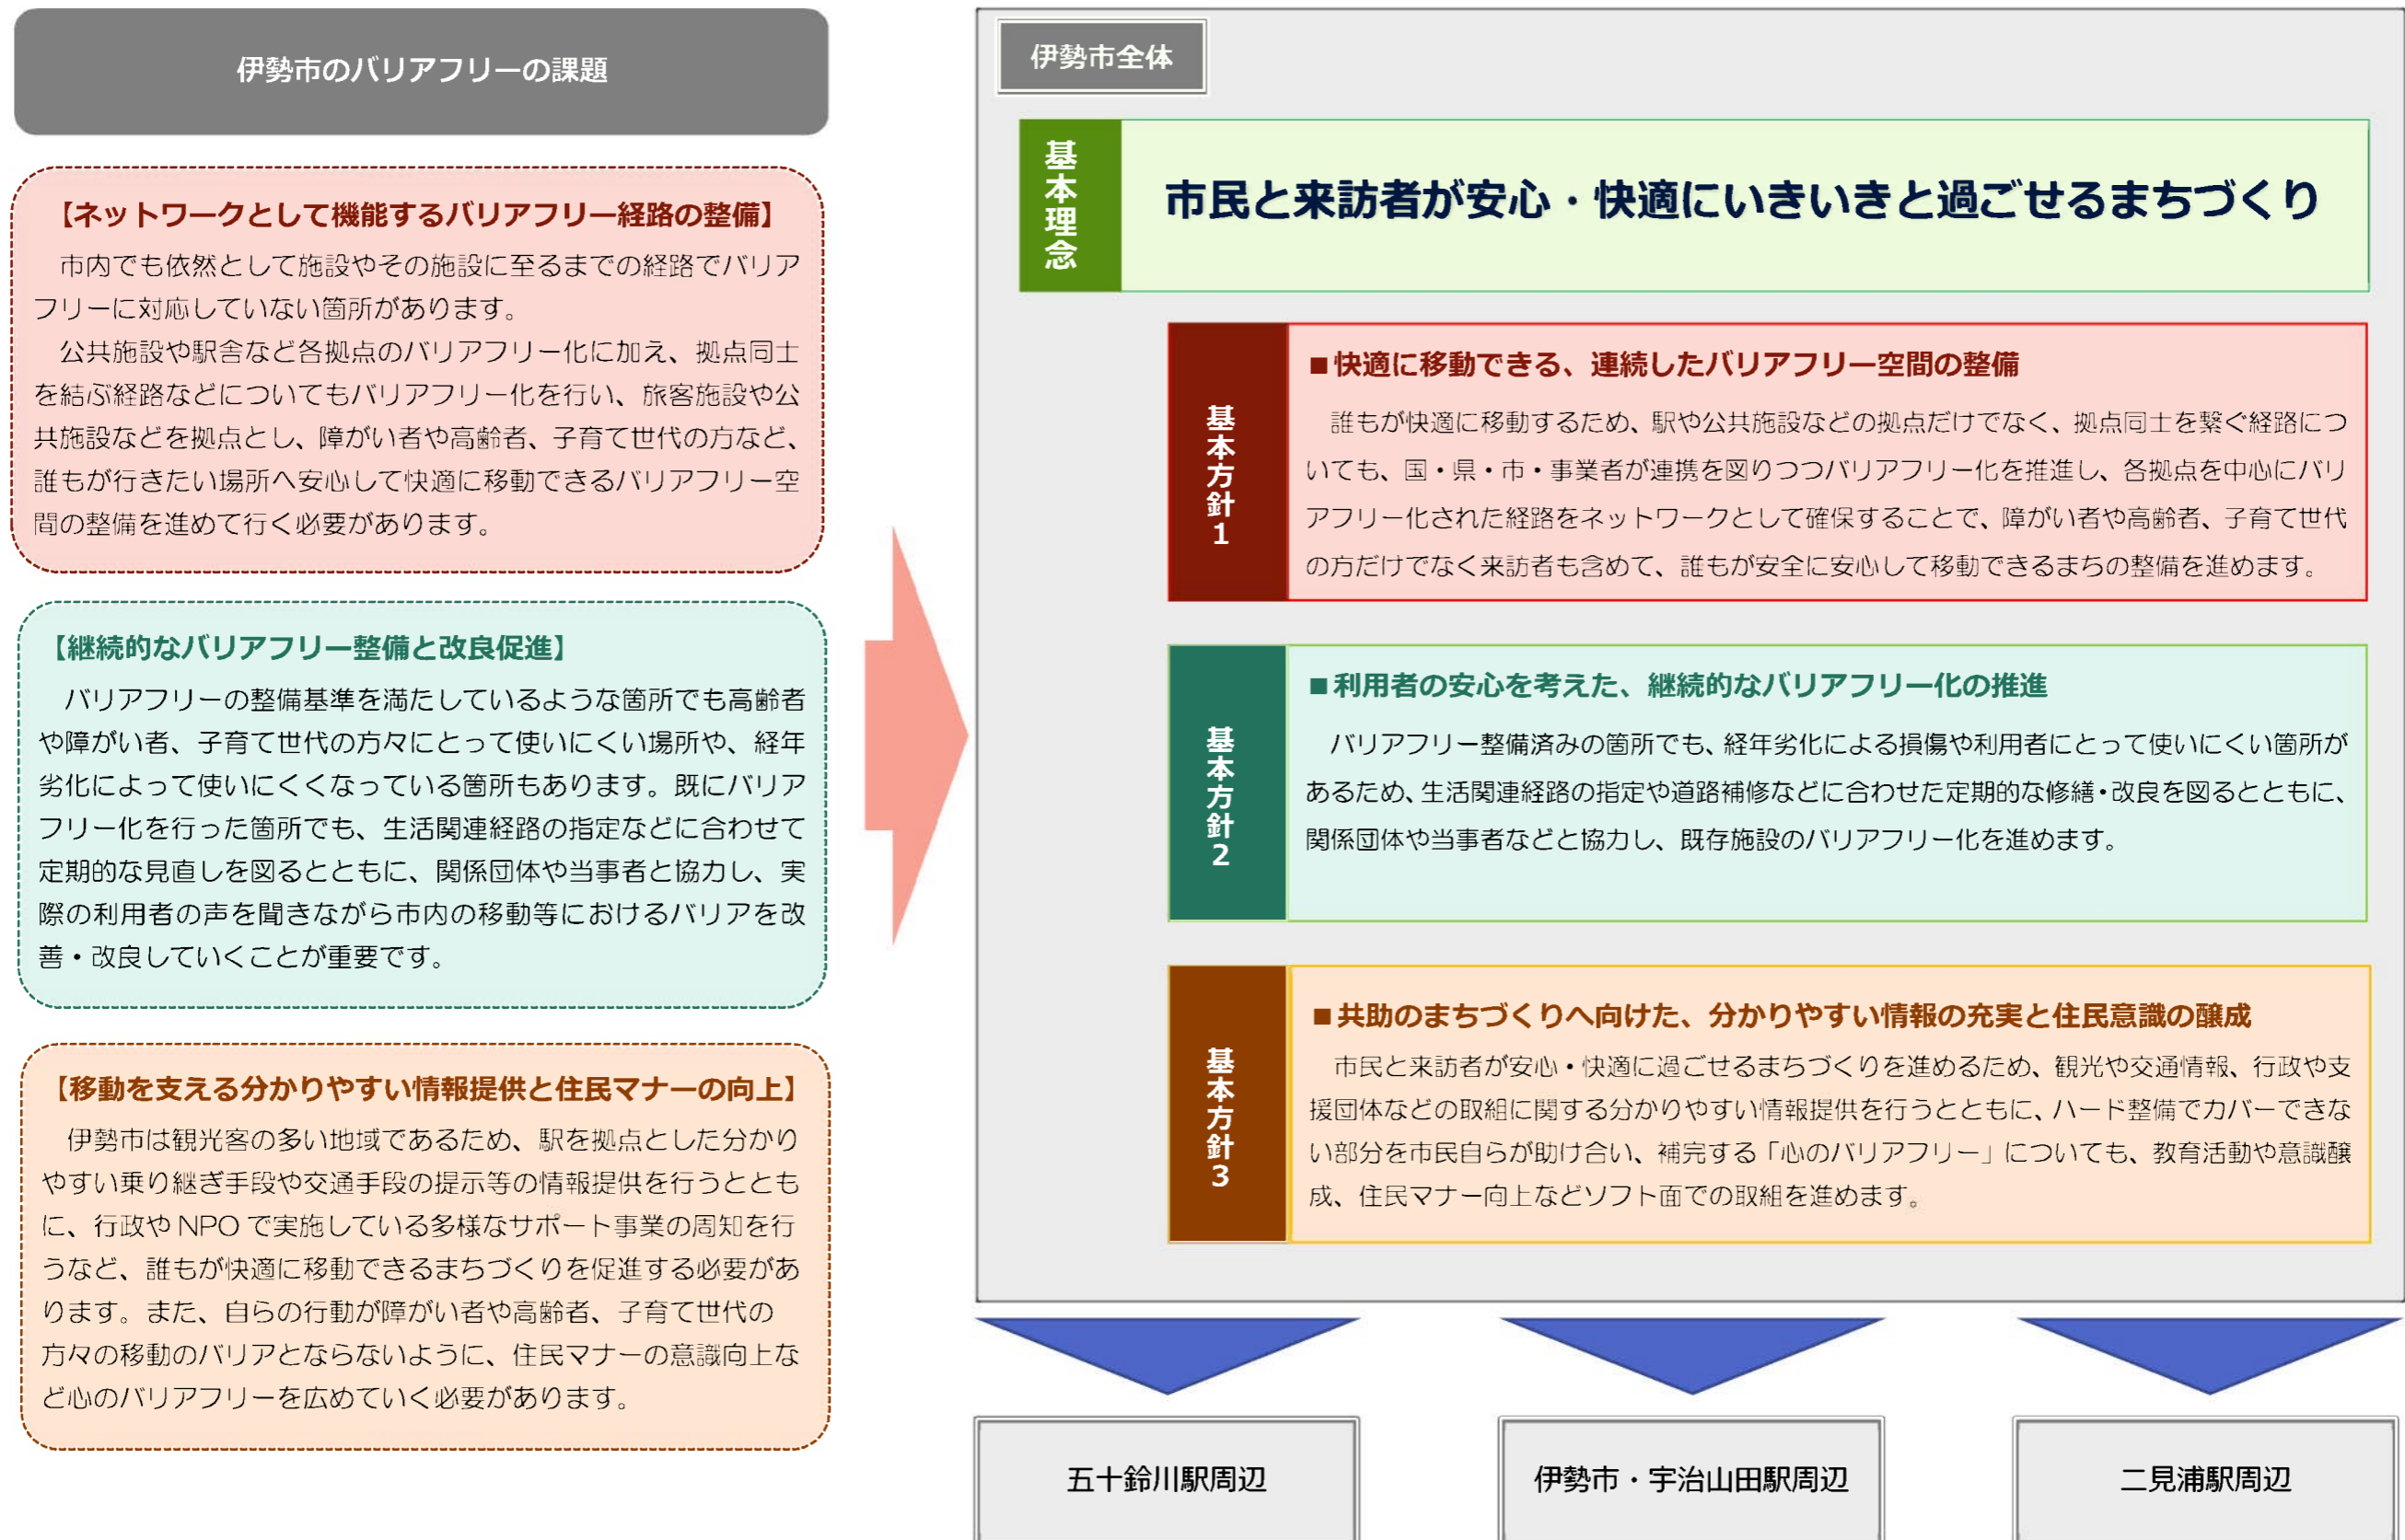 伊勢市のバリアフリーの課題
【ネットワークとして機能するバリアフリー経路の整備】
市内でも依然として施設やその施設に至るまでの経路でバリア
フリーに対応していない箇所があります。
公共施設や駅舎など各拠点のバリアフリー化に加え、拠点同士
を結ぶ経路などについてもバリアフリー化を行い、旅客施設や公
共施設などを拠点とし、障がい者や高齢者、子育て世代の方など、
誰もが行きたい場所へ安心して快適に移動できるバリアフリー空
間の整備を進めて行く必要があります。
【継続的なバリアフリー整備と改良促進】
バリアフリーの整備基準を満たしているような箇所でも高齢者
や障がい者、子育て世代の方々にとって使いにくい場所や、経年
劣化によって使いにくくなっている箇所もあります。既にバリア
フリー化を行った箇所でも、生活関連経路の指定などに合わせて
定期的な見直しを図るとともに、関係団体や当事者と協力し、実
際の利用者の声を聞きながら市内の移動等におけるバリアを改
善・改良していくことが重要です。
【移動を支える分かりやすい情報提供と住民マナーの向上】
伊勢市は観光客の多い地域であるため、駅を拠点とした分かり
やすい乗り継ぎ手段や交通手段の提示等の情報提供を行うととも
に、行政や NPO で実施している多様なサポート事業の周知を行
うなど、誰もが快適に移動できるまちづくりを促進する必要があ
ります。また、自らの行動が障がい者や高齢者、子育て世代の
方々の移動のバリアとならないように、住民マナーの意識向上な
ど心のバリアフリーを広めていく必要があります。
伊勢市全体
基本理念
市民と来訪者が安心・快適にいきいきと過ごせるまちづくり
基本方針1
■快適に移動できる、連続したバリアフリー空間の整備
誰もが快適に移動するため、駅や公共施設などの拠点だけでなく、拠点同士を繋ぐ経路につ
いても、国・県・市・事業者が連携を図りつつバリアフリー化を推進し、各拠点を中心にバリ
アフリー化された経路をネットワークとして確保することで、障がい者や高齢者、子育て世代
の方だけでなく来訪者も含めて、誰もが安全に安心して移動できるまちの整備を進めます。
基本方針2
■利用者の安心を考えた、継続的なバリアフリー化の推進
バリアフリー整備済みの箇所でも、経年劣化による損傷や利用者にとって使いにくい箇所が
あるため、生活関連経路の指定や道路補修などに合わせた定期的な修繕・改良を図るとともに、
関係団体や当事者などと協力し、既存施設のバリアフリー化を進めます。
基本方針3
■共助のまちづくりへ向けた、分かりやすい情報の充実と住民意識の醸成
市民と来訪者が安心・快適に過ごせるまちづくりを進めるため、観光や交通情報、行政や支
援団体などの取組に関する分かりやすい情報提供を行うとともに、ハード整備でカバーできな
い部分を市民自らが助け合い、補完する「心のバリアフリー」についても、教育活動や意識醸
成、住民マナー向上などソフト面での取組を進めます。
五十鈴川駅周辺
伊勢市・宇治山田駅周辺
二見浦駅周辺